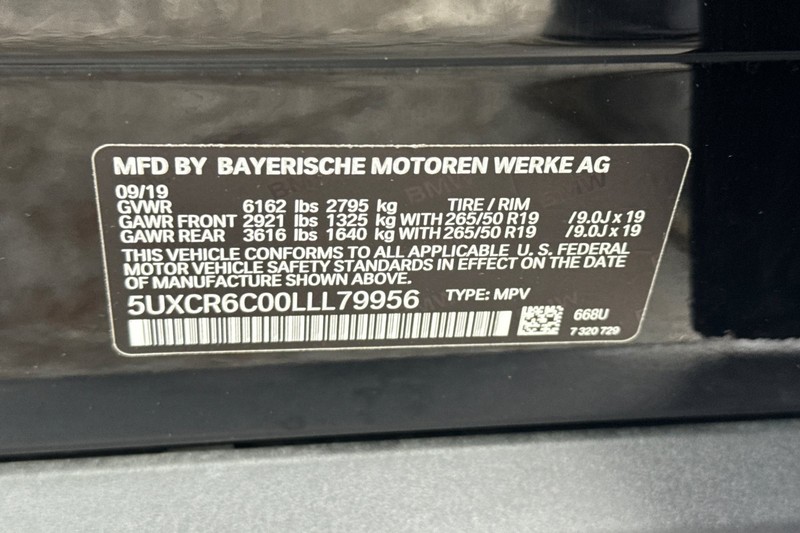 MFD BY BAYERISCHE MOTOREN WERKE AG
09/19
GVWR 6162 lbs 2795 kg TIRE / RIM
GAWR FRONT 2921 lbs 1325 kg WITH 265/50 R19 /9.0J x 19
GAWR REAR 3616 lbs 1640 kg WITH 265/50 R19 /9.0J x 19
THIS VEHICLE CONFORMS TO ALL APPLICABLE U. S. FEDERAL
MOTOR VEHICLE SAFETY STANDARDS IN EFFECT ON THE DATE
OF MANUFACTURE SHOWN ABOVE.
5UXCR6C00LLL79956 TYPE: MPV
668U
7 320 729